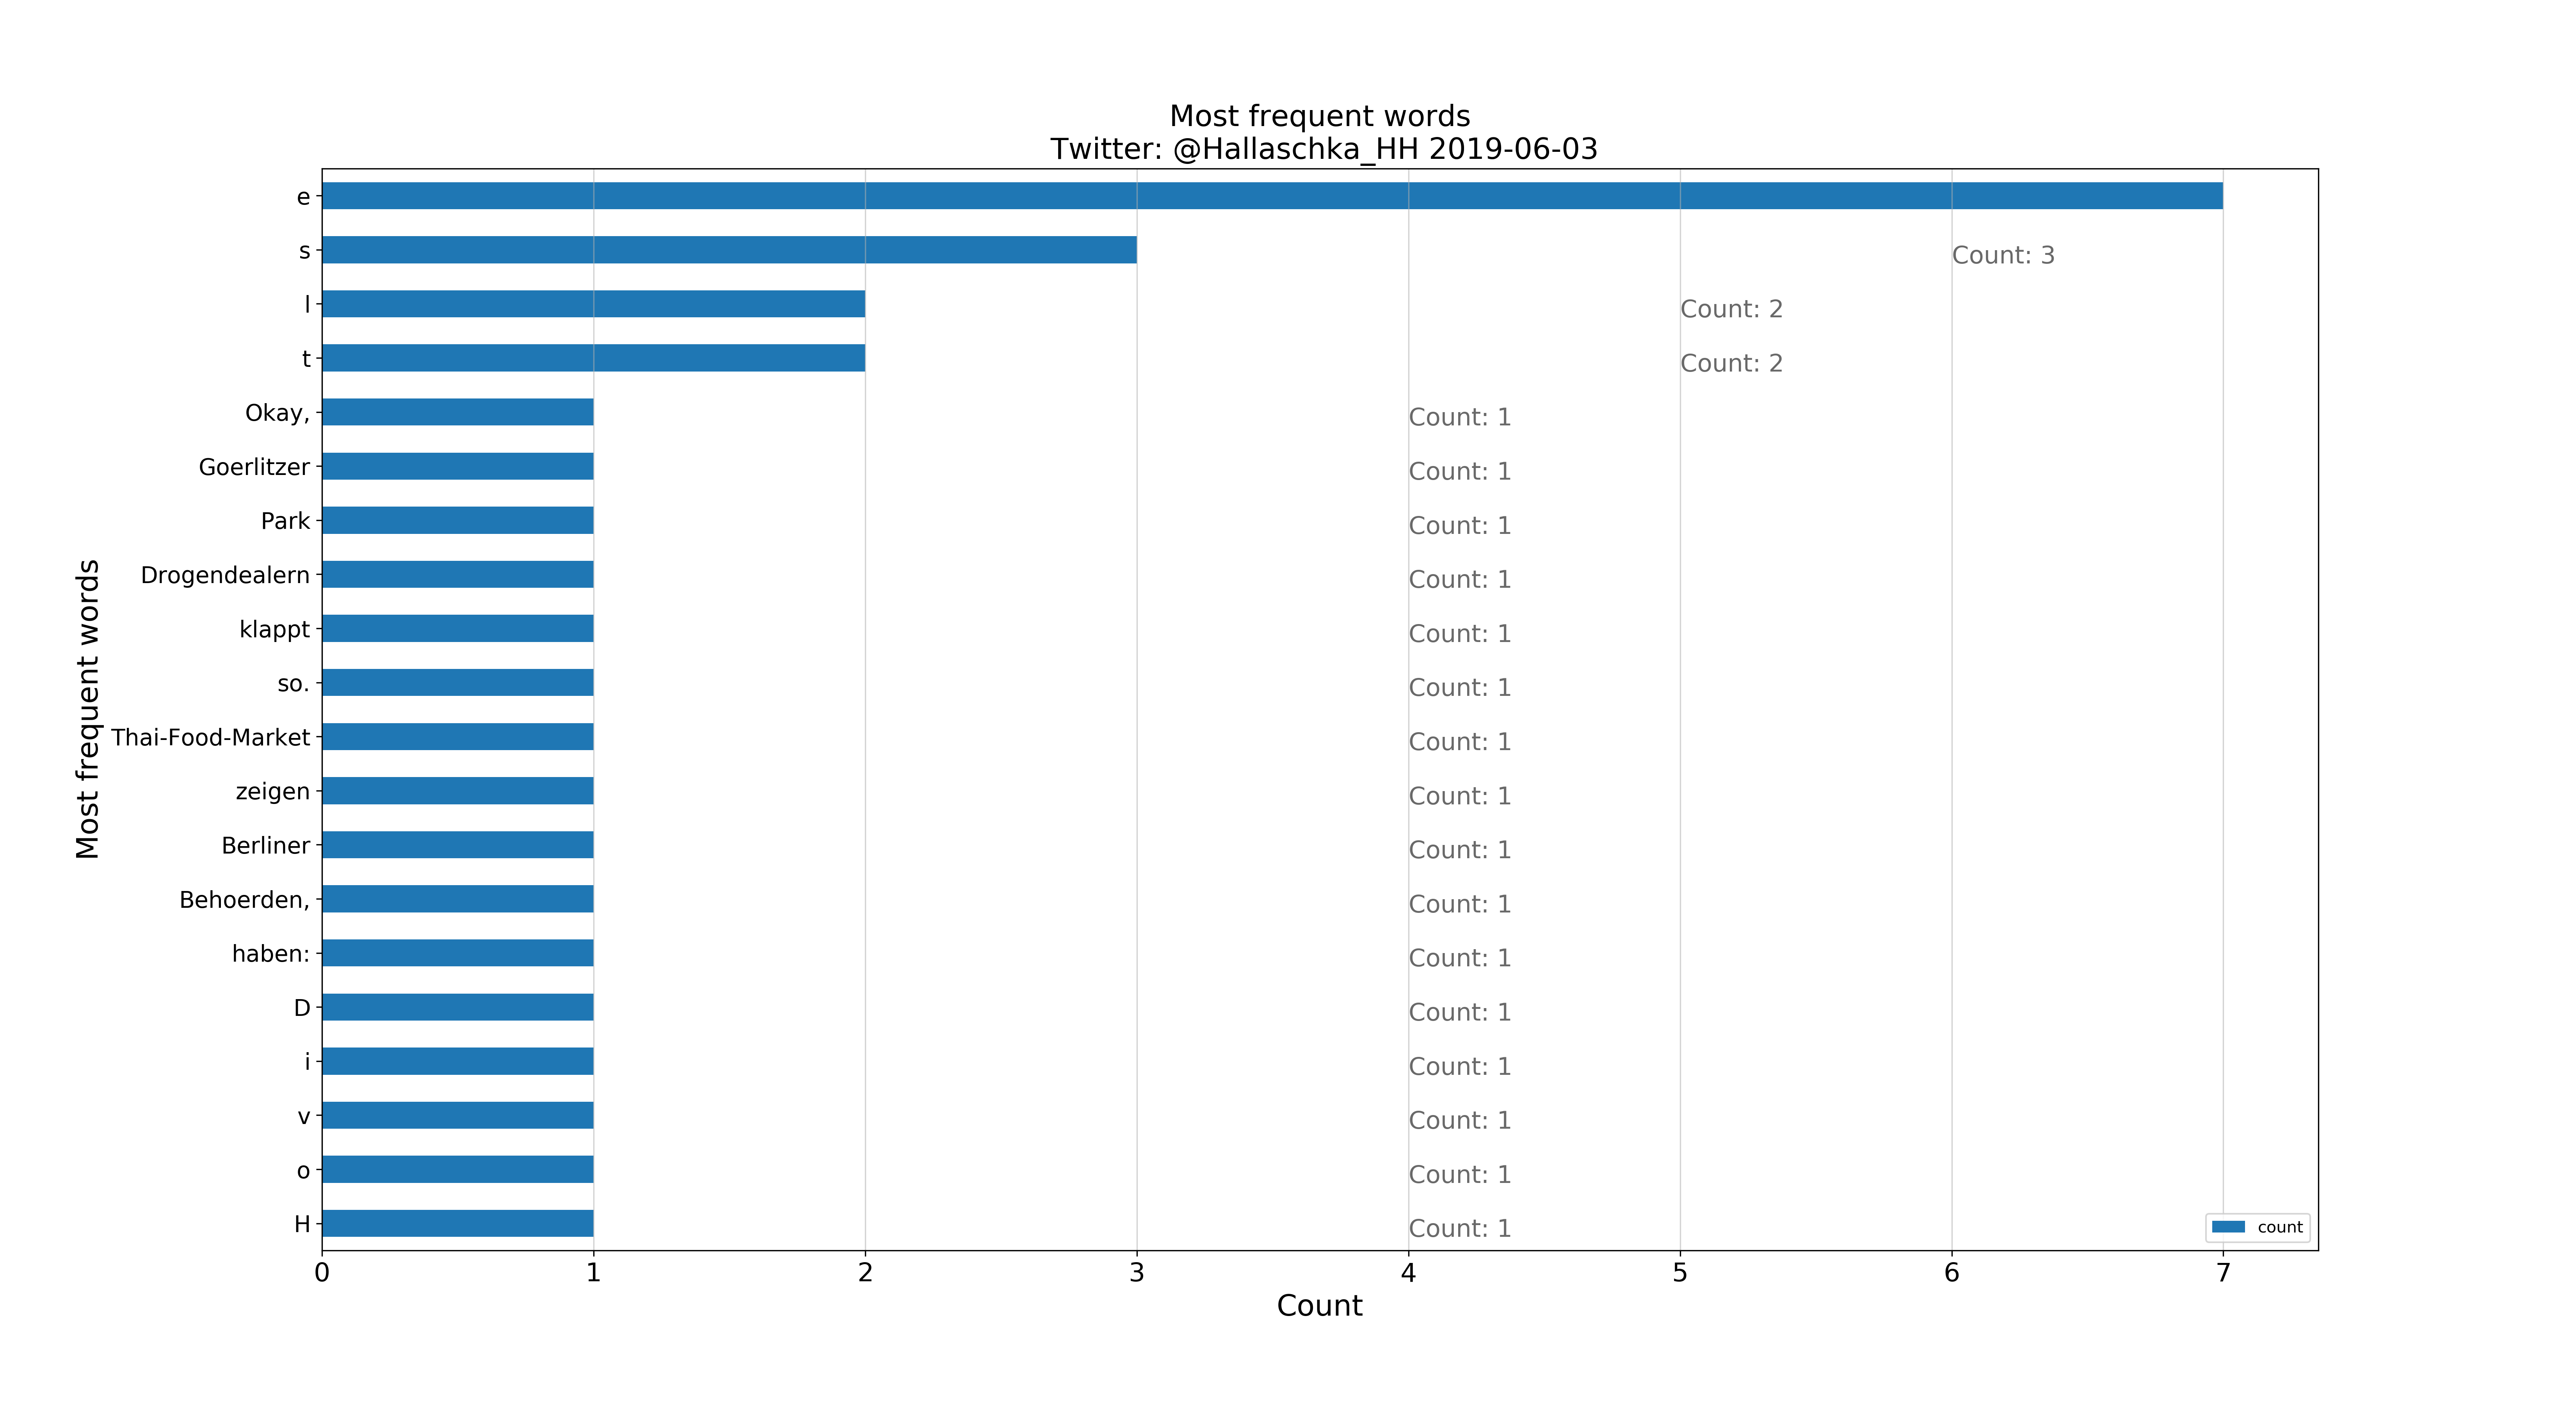 Most frequent words
Twitter: @Hallaschka_HH 2019-06-03
Most frequent words
e
s Count: 3
l Count: 2
t Count: 2
Okay, Count: 1
Goerlitzer Count: 1
Park Count: 1
Drogendealern Count: 1
klappt Count: 1
so. Count: 1
Thai-Food-Market Count: 1
zeigen Count: 1
Berliner Count: 1
Behoerden, Count: 1
haben: Count: 1
D Count: 1
i Count: 1
v Count: 1
o Count: 1
H Count: 1
count
0 1 2 3 4 5 6 7
Count